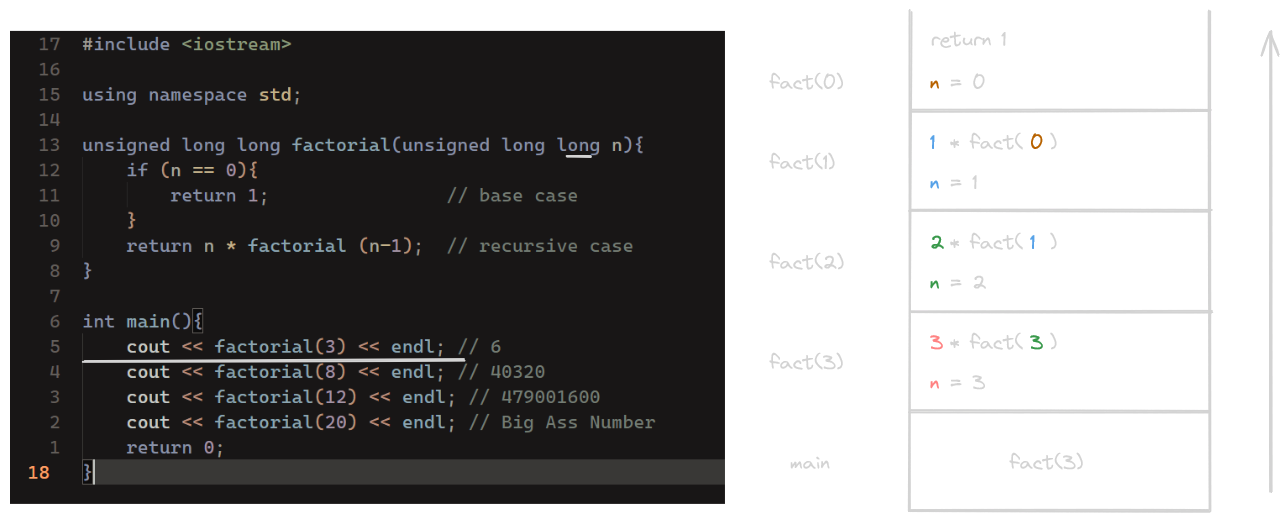 17 #include <iostream>
16
15 using namespace std;
14
13 unsigned long long factorial(unsigned long long n){
12 if (n == 0){
11 return 1; // base case
10 }
9 return n * factorial (n-1); // recursive case
8 }
7
6 int main(){
5 cout << factorial(3) << endl; // 6
4 cout << factorial(8) << endl; // 40320
3 cout << factorial(12) << endl; // 479001600
2 cout << factorial(20) << endl; // Big Ass Number
1 return 0;
18 }
fact(0)
return 1
n = 0
fact(1)
1 * fact( 0 )
n = 1
fact(2)
2 * fact( 1 )
n = 2
fact(3)
3 * fact( 3 )
n = 3
main
fact(3)